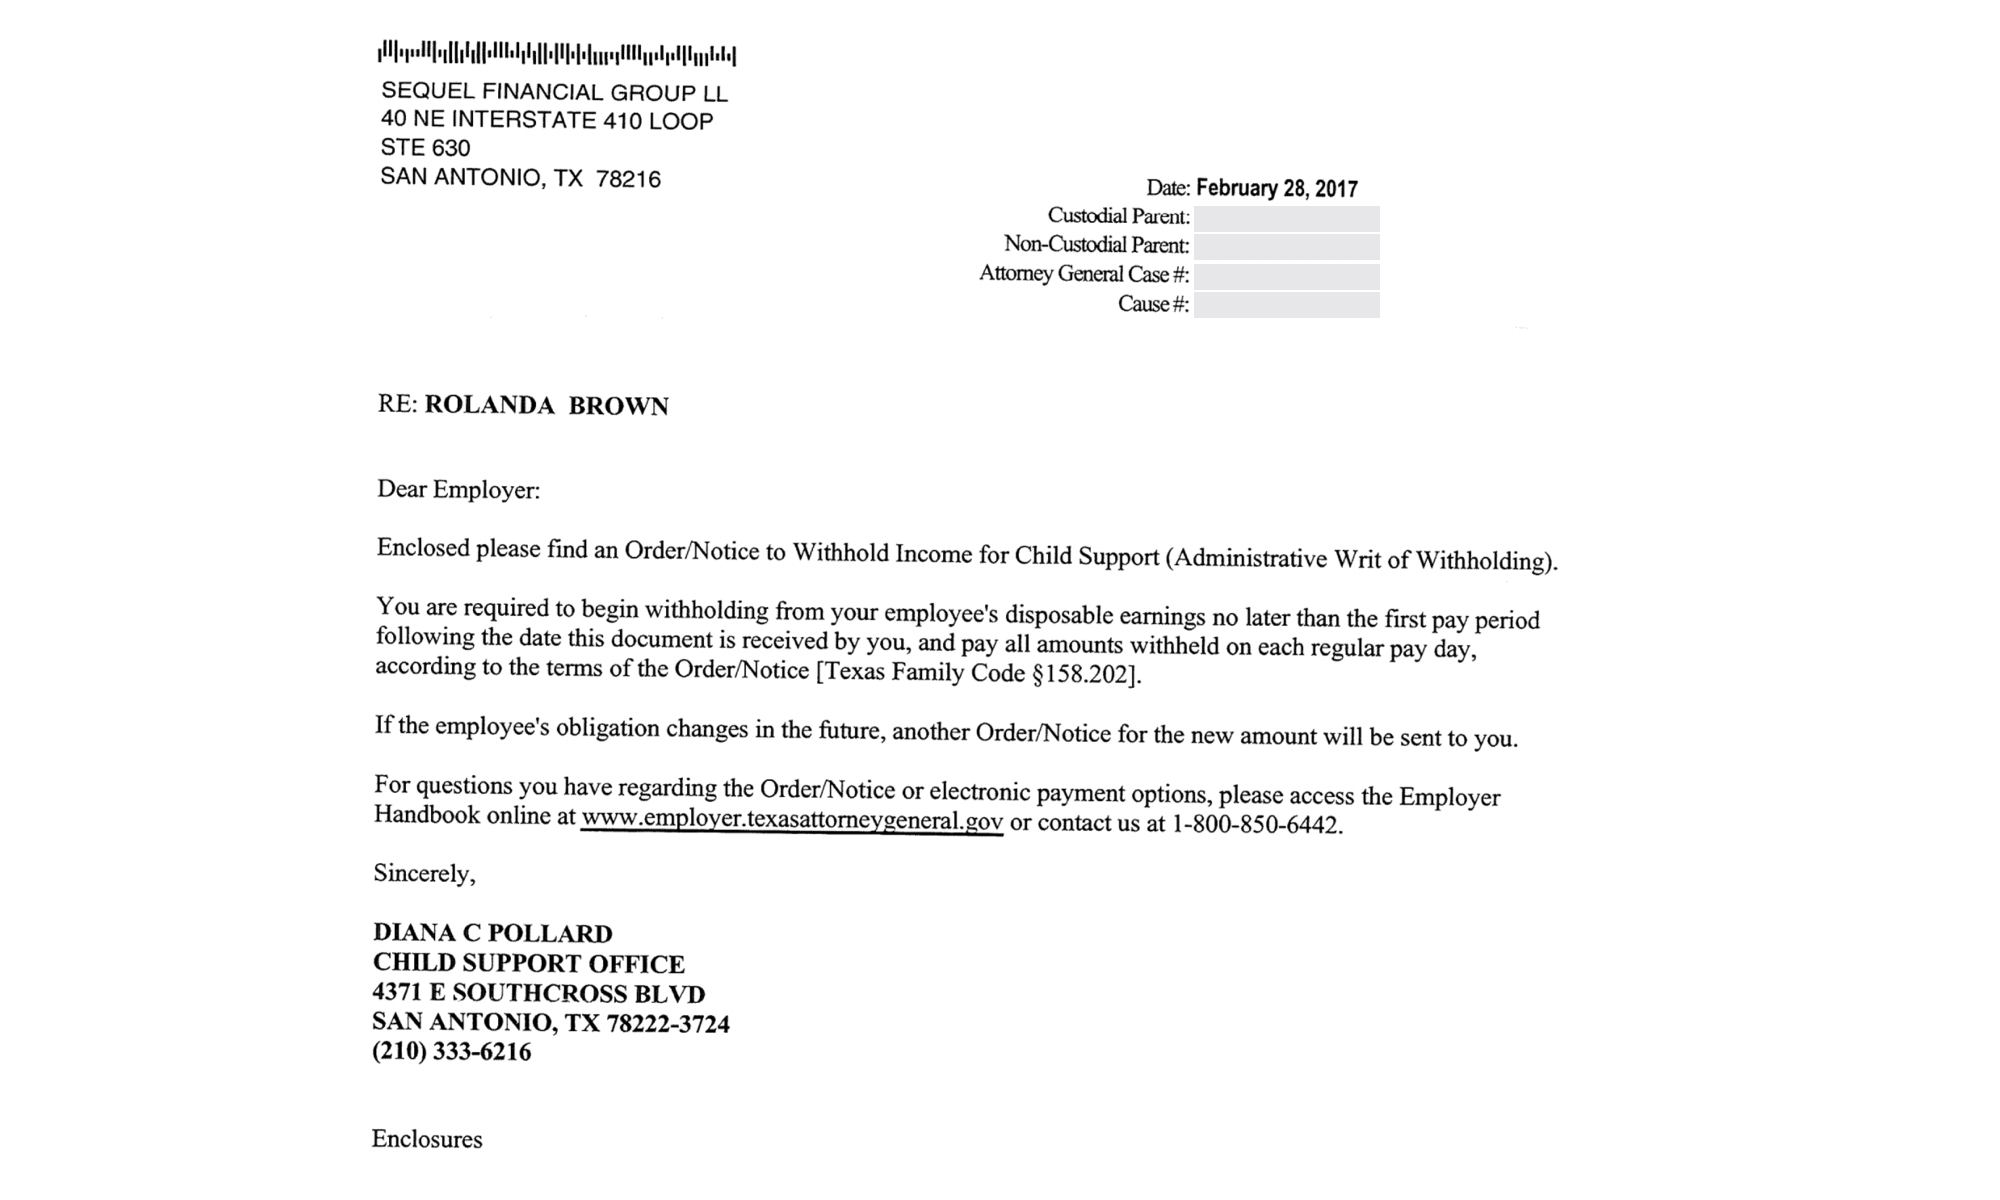 SEQUEL FINANCIAL GROUP LL
40 NE INTERSTATE 410 LOOP
STE 630
SAN ANTONIO, TX 78216
Date: February 28, 2017
Custodial Parent:
Non-Custodial Parent:
Attorney General Case #:
Cause #:
RE: ROLANDA BROWN
Dear Employer:
Enclosed please find an Order/Notice to Withhold Income for Child Support (Administrative Writ of Withholding).
You are required to begin withholding from your employee's disposable earnings no later than the first pay period
following the date this document is received by you, and pay all amounts withheld on each regular pay day,
according to the terms of the Order/Notice [Texas Family Code §158.202].
If the employee's obligation changes in the future, another Order/Notice for the new amount will be sent to you.
For questions you have regarding the Order/Notice or electronic payment options, please access the Employer
Handbook online at www.employer.texasattorneygeneral.gov or contact us at 1-800-850-6442.
Sincerely,
DIANA C POLLARD
CHILD SUPPORT OFFICE
4371 E SOUTHCROSS BLVD
SAN ANTONIO, TX 78222-3724
(210) 333-6216
Enclosures